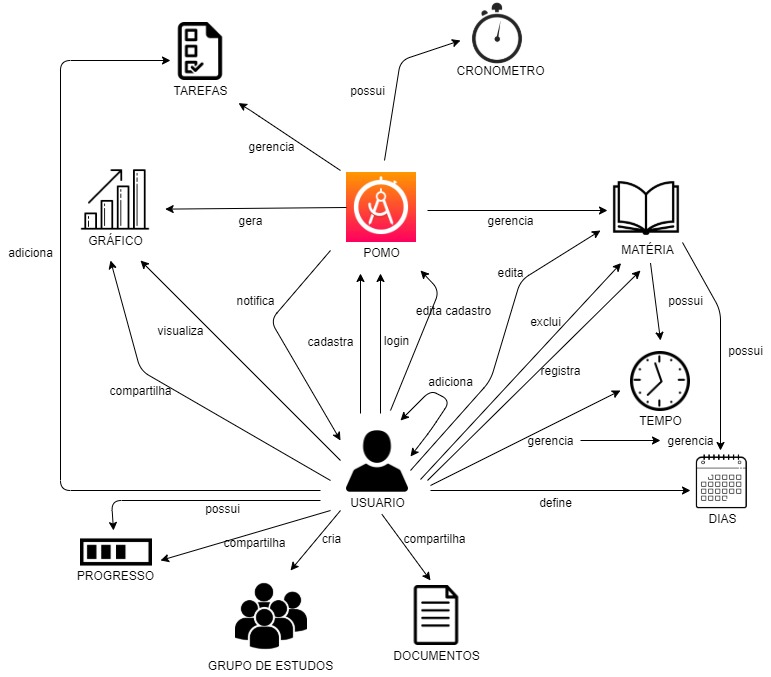 CRONOMETRO
TAREFAS
possui
gerencia
gera
gerencia
GRÁFICO
POMO
MATÉRIA
adiciona
edita
notifica
possui
edita cadastro
exclui
visualiza
cadastra
login
possui
registra
adiciona
compartilha
TEMPO
gerencia
gerencia
USUARIO
define
possui
DIAS
compartilha
cria
compartilha
PROGRESSO
DOCUMENTOS
GRUPO DE ESTUDOS